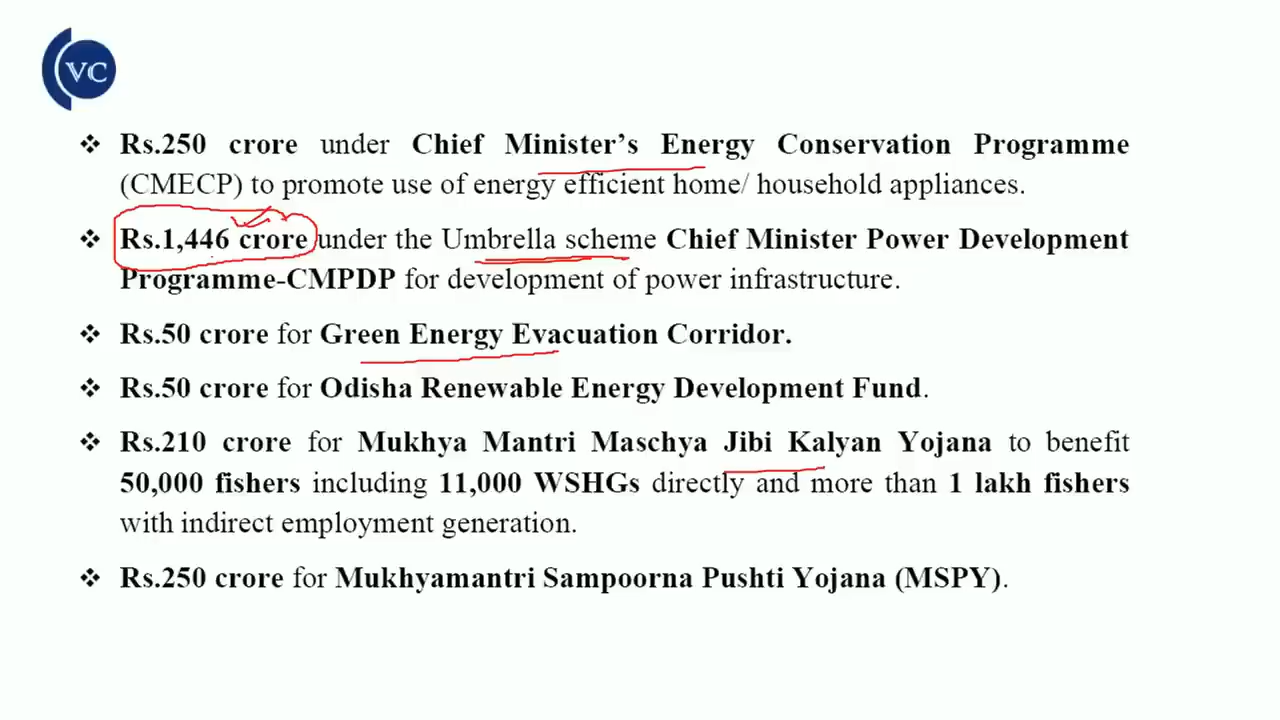 VC
❖ Rs.250 crore under Chief Minister’s Energy Conservation Programme
(CMECP) to promote use of energy efficient home/ household appliances.
❖ Rs.1,446 crore under the Umbrella scheme Chief Minister Power Development
Programme-CMPDP for development of power infrastructure.
❖ Rs.50 crore for Green Energy Evacuation Corridor.
❖ Rs.50 crore for Odisha Renewable Energy Development Fund.
❖ Rs.210 crore for Mukhya Mantri Maschya Jibi Kalyan Yojana to benefit
50,000 fishers including 11,000 WSHGs directly and more than 1 lakh fishers
with indirect employment generation.
❖ Rs.250 crore for Mukhyamantri Sampoorna Pushti Yojana (MSPY).